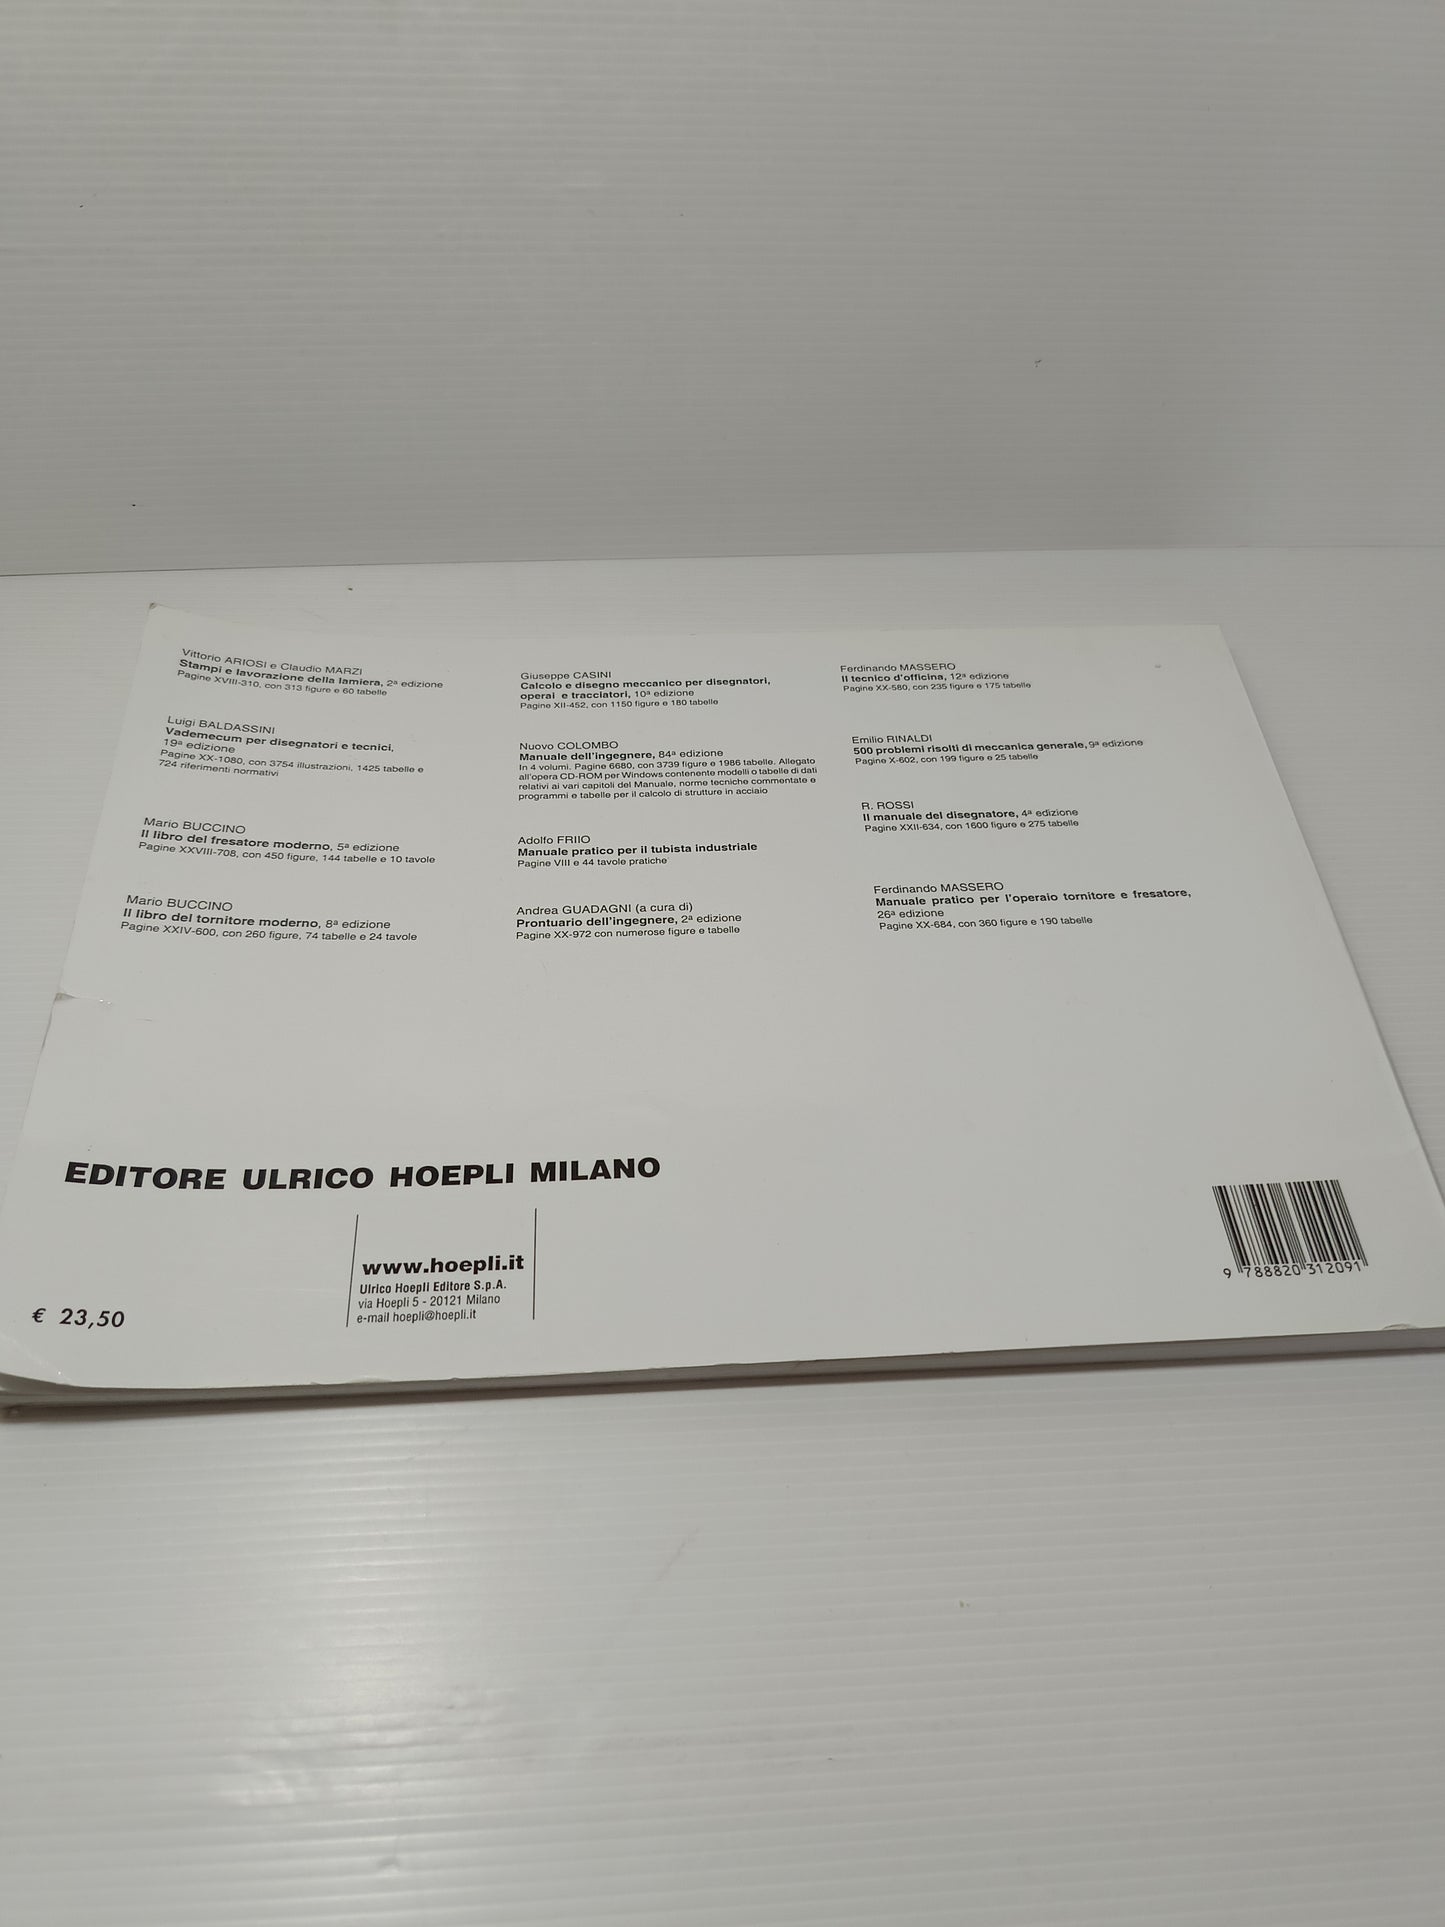 Vittorio ARIOSI e Claudio MARZI
Stampi e lavorazione della lamiera, 2ª edizione
Pagine XVIII-310, con 313 figure e 60 tabelle
Luigi BALDASSINI
Vademecum per disegnatori e tecnici,
19ª edizione
Pagine XX-1080, con 3754 illustrazioni, 1425 tabelle e
724 riferimenti normativi
Mario BUCCINO
Il libro del fresatore moderno, 5ª edizione
Pagine XXVIII-708, con 450 figure, 144 tabelle e 10 tavole
Mario BUCCINO
Il libro del tornitore moderno, 8ª edizione
Pagine XXIV-600, con 260 figure, 74 tabelle e 24 tavole
Giuseppe CASINI
Calcolo e disegno meccanico per disegnatori,
operai e tracciatori, 10ª edizione
Pagine XII-452, con 1150 figure e 180 tabelle
Nuovo COLOMBO
Manuale dell'ingegnere, 84ª edizione
In 4 volumi. Pagine 6680, con 3739 figure e 1986 tabelle. Allegato
all'opera CD-ROM per Windows contenente modelli o tabelle di dati
relativi ai vari capitoli del Manuale, norme tecniche commentate e
programmi e tabelle per il calcolo di strutture in acciaio
Adolfo FRIIO
Manuale pratico per il tubista industriale
Pagine VIII e 44 tavole pratiche
Andrea GUADAGNI (a cura di)
Prontuario dell'ingegnere, 2ª edizione
Pagine XX-972 con numerose figure e tabelle
Ferdinando MASSERO
Il tecnico d'officina, 12ª edizione
Pagine XX-580, con 235 figure e 175 tabelle
Emilio RINALDI
500 problemi risolti di meccanica generale, 9ª edizione
Pagine X-602, con 199 figure e 25 tabelle
R. ROSSI
Il manuale del disegnatore, 4ª edizione
Pagine XXII-634, con 1600 figure e 275 tabelle
Ferdinando MASSERO
Manuale pratico per l'operaio tornitore e fresatore,
26ª edizione
Pagine XX-684, con 360 figure e 190 tabelle
EDITORE ULRICO HOEPLI MILANO
www.hoepli.it
Ulrico Hoepli Editore S.p.A.
via Hoepli 5 - 20121 Milano
e-mail hoepli@hoepli.it
€ 23,50
9 788820 312091